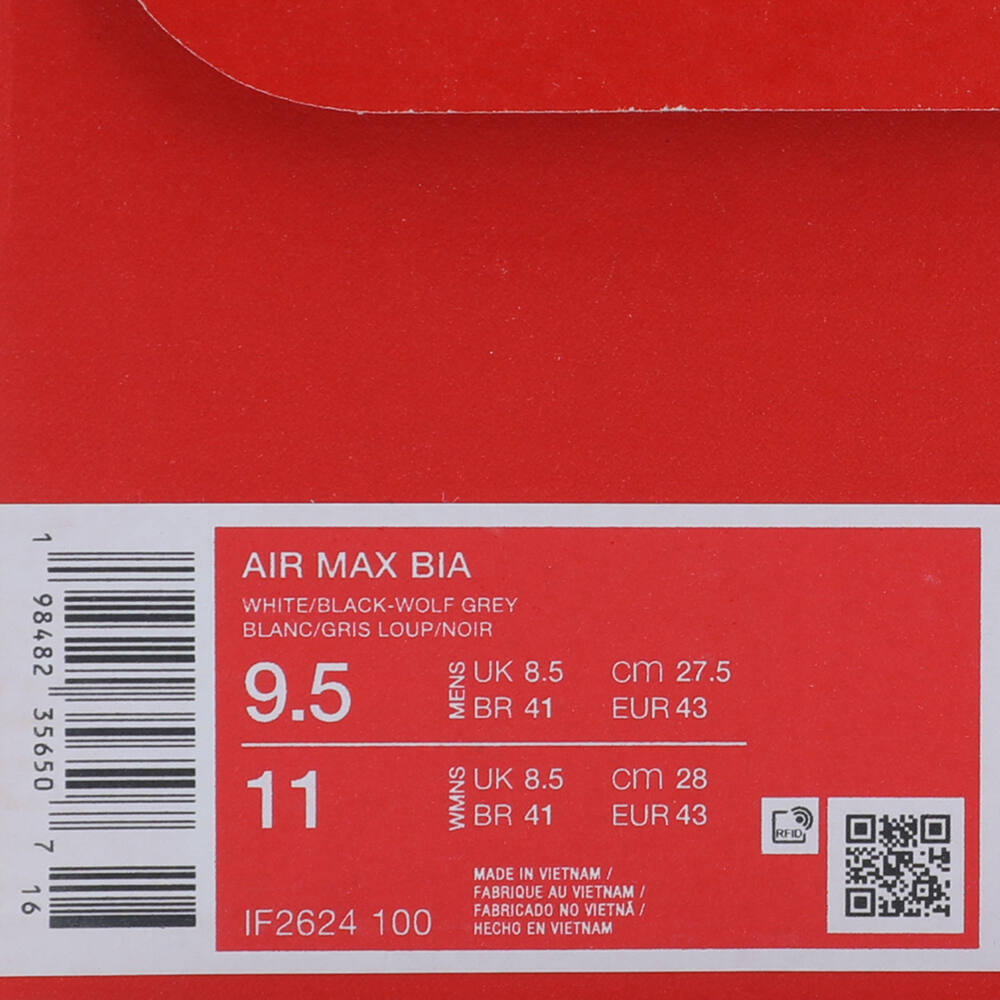 AIR MAX BIA
WHITE/BLACK-WOLF GREY
BLANC/GRIS LOUP/NOIR
9.5
MENS
UK 8.5 cm 27.5
BR 41 EUR 43
11
WMNS
UK 8.5 cm 28
BR 41 EUR 43
RFID
MADE IN VIETNAM /
FABRIQUE AU VIETNAM /
FABRICADO NO VIETNÃ /
HECHO EN VIETNAM
IF2624 100
1 98482 35650 7 16